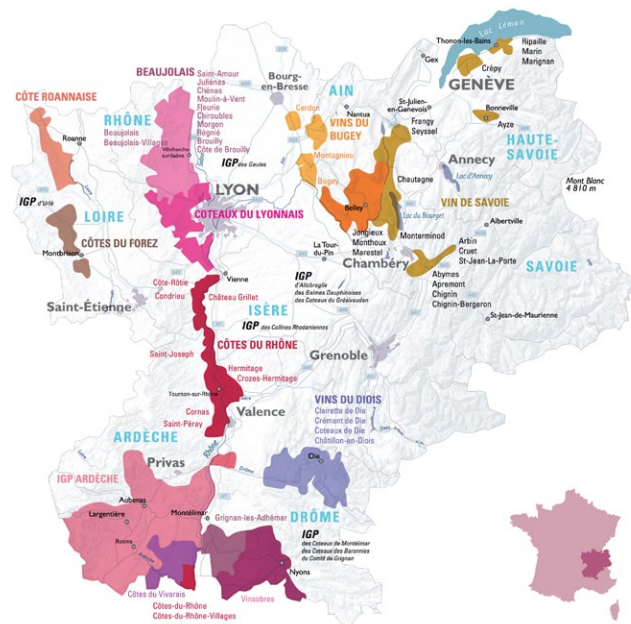 Lac Léman
Thonon-les-Bains
Ripaille
Marin
Marignan
Gex
Crépy
GENÈVE
BEAUJOLAIS
Saint-Amour
Juliénas
Chénas
Moulin-à-Vent
Fleurie
Chiroubles
Morgon
Régnié
Brouilly
Côte de Brouilly
Bourg-
en-Bresse
AIN
Nantua
Cerdon
VINS DU
BUGEY
Montagnieu
Bugey
Belley
St-Julien-
en-Genevois
Frangy
Seyssel
Bonneville
Ayze
HAUTE-
SAVOIE
Annecy
Lac d'Annecy
Mont Blanc
4 810 m
CÔTE ROANNAISE
Roanne
RHÔNE
Beaujolais
Beaujolais-Villages
Villefranche-
sur-Saône
IGP des Gaules
LYON
COTEAUX DU LYONNAIS
IGP d'Urfé
LOIRE
CÔTES DU FOREZ
Montbrison
Saint-Étienne
Chautagne
VIN DE SAVOIE
Lac du Bourget
Albertville
Jongieux
Monthoux
Marestel
Monterminod
La Tour-
du-Pin
Chambéry
Arbin
Cruet
St-Jean-La-Porte
SAVOIE
Abymes
Apremont
Chignin
Chignin-Bergeron
St-Jean-de-Maurienne
IGP
d'Allobrogie
des Balmes Dauphinoises
des Coteaux du Grésivaudan
Vienne
Côte-Rôtie
Condrieu
Château Grillet
ISÈRE
IGP des Collines Rhodaniennes
CÔTES DU RHÔNE
Grenoble
Saint-Joseph
Hermitage
Crozes-Hermitage
Tournon-sur-Rhône
Isère
Cornas
Saint-Péray
Valence
VINS DU DIOIS
Clairette de Die
Crémant de Die
Coteaux de Die
Châtillon-en-Diois
ARDÈCHE
Privas
Rhône
Drôme
Die
IGP ARDÈCHE
Aubenas
Largentière
Montélimar
Grignan-les-Adhémar
DRÔME
IGP
des Coteaux de Montélimar
des Coteaux des Baronnies
du Comté de Grignan
Ruoms
Ardèche
Nyons
Côtes du Vivarais
Vinsobres
Côtes-du-Rhône
Côtes-du-Rhône-Villages